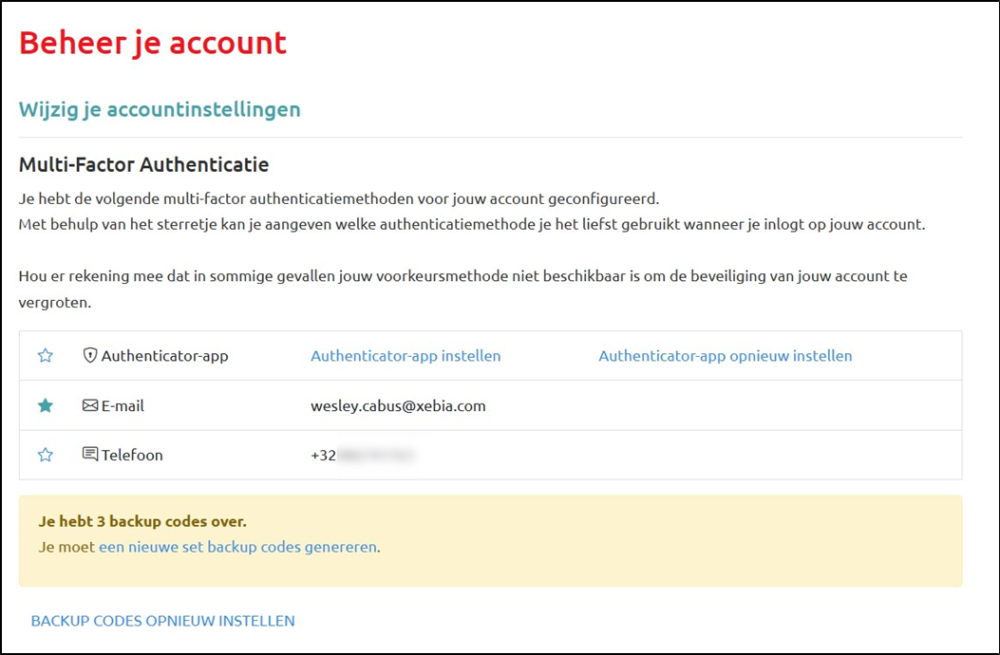 Beheer je account
Wijzig je accountinstellingen
Multi-Factor Authenticatie
Je hebt de volgende multi-factor authenticatiemethoden voor jouw account geconfigureerd.
Met behulp van het sterretje kan je aangeven welke authenticatiemethode je het liefst gebruikt wanneer je inlogt op jouw account.
Hou er rekening mee dat in sommige gevallen jouw voorkeursmethode niet beschikbaar is om de beveiliging van jouw account te
vergroten.
Authenticator-app Authenticator-app instellen Authenticator-app opnieuw instellen
E-mail wesley.cabus@xebia.com
Telefoon +32
Je hebt 3 backup codes over.
Je moet een nieuwe set backup codes genereren.
BACKUP CODES OPNIEUW INSTELLEN